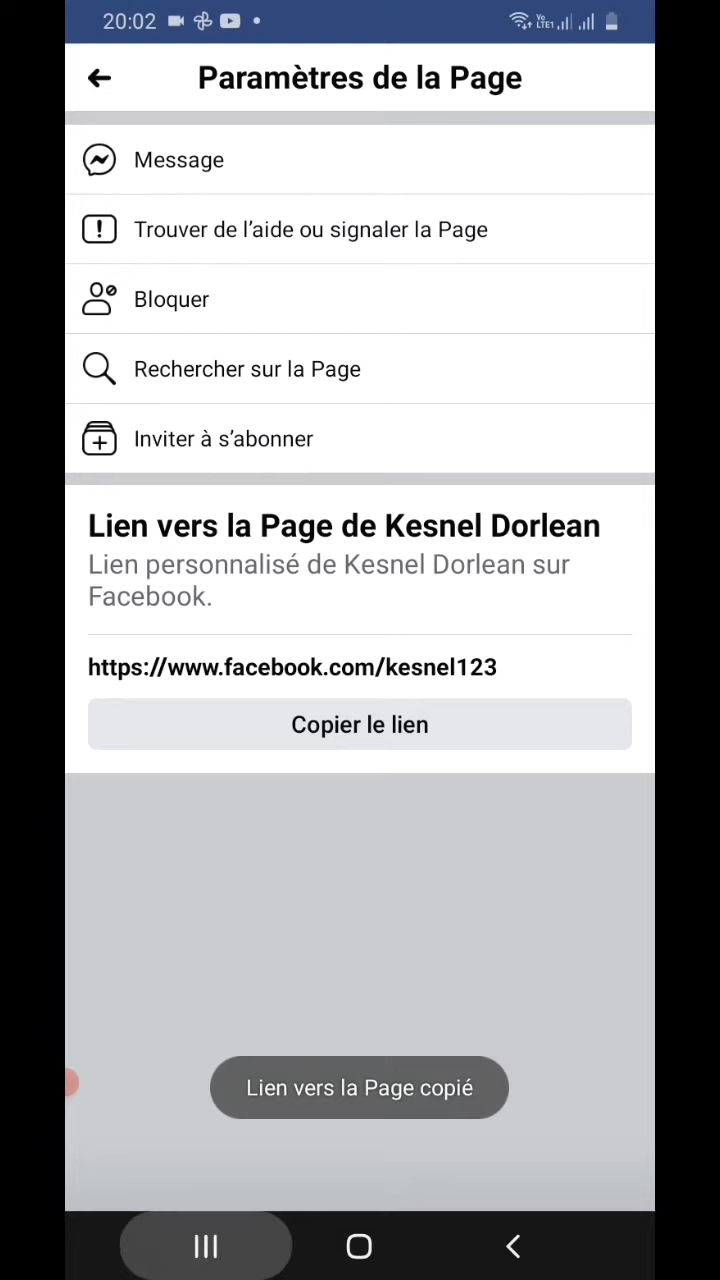 20:02
Vo
LTE1
Paramètres de la Page
Message
Trouver de l’aide ou signaler la Page
Bloquer
Rechercher sur la Page
Inviter à s’abonner
Lien vers la Page de Kesnel Dorlean
Lien personnalisé de Kesnel Dorlean sur
Facebook.
https://www.facebook.com/kesnel123
Copier le lien
Lien vers la Page copié